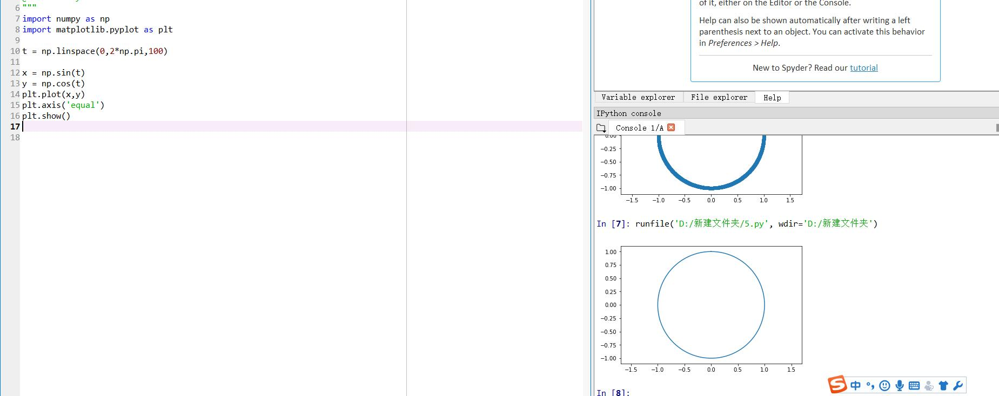 6 """
7 import numpy as np
8 import matplotlib.pyplot as plt
9
10 t = np.linspace(0,2*np.pi,100)
11
12 x = np.sin(t)
13 y = np.cos(t)
14 plt.plot(x,y)
15 plt.axis('equal')
16 plt.show()
17
18
of it, either on the Editor or the Console.
Help can also be shown automatically after writing a left
parenthesis next to an object. You can activate this behavior
in Preferences > Help.
New to Spyder? Read our tutorial
Variable explorer File explorer Help
IPython console
Console 1/A
0.00
−0.25
−0.50
−0.75
−1.00
−1.5 −1.0 −0.5 0.0 0.5 1.0 1.5
In [7]: runfile('D:/新建文件夹/5.py', wdir='D:/新建文件夹')
1.00
0.75
0.50
0.25
0.00
−0.25
−0.50
−0.75
−1.00
−1.5 −1.0 −0.5 0.0 0.5 1.0 1.5
In [8]:
S 中 °,